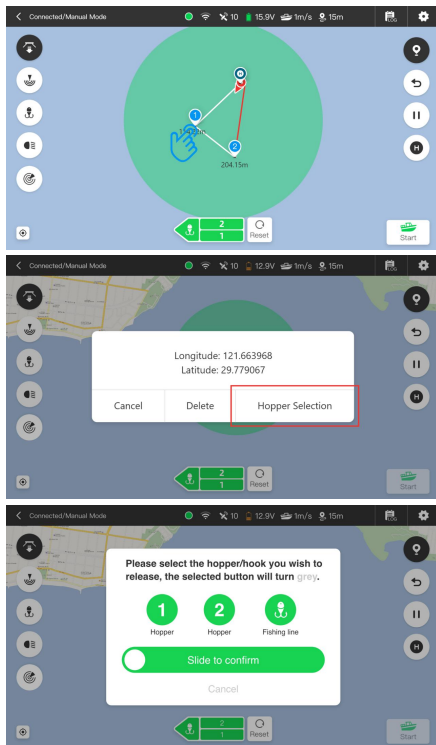 Connected/Manual Mode
10
15.9V
1m/s
15m
LOG
H
1
2
204.15m
H
2
1
Reset
Start
Connected/Manual Mode
10
12.9V
1m/s
15m
LOG
Longitude: 121.663968
Latitude: 29.779067
H
Cancel
Delete
Hopper Selection
2
1
Reset
Start
Connected/Manual Mode
10
12.9V
1m/s
15m
LOG
Please select the hopper/hook you wish to
release, the selected button will turn grey.
1
2
Hopper
Hopper
Fishing line
H
Slide to confirm
Cancel
2
1
Reset
Start